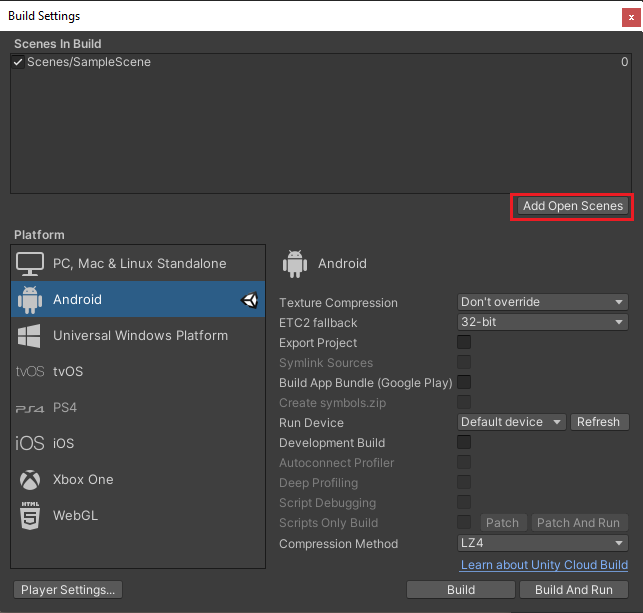 Build Settings
x
Scenes In Build
Scenes/SampleScene 0
Add Open Scenes
Platform
PC, Mac & Linux Standalone
Android
Universal Windows Platform
tvOS tvOS
PS4 PS4
iOS iOS
Xbox One
HTML 5 WebGL
Android
Texture Compression Don't override
ETC2 fallback 32-bit
Export Project
Symlink Sources
Build App Bundle (Google Play)
Create symbols.zip
Run Device Default device Refresh
Development Build
Autoconnect Profiler
Deep Profiling
Script Debugging
Scripts Only Build Patch Patch And Run
Compression Method LZ4
Learn about Unity Cloud Build
Player Settings... Build Build And Run